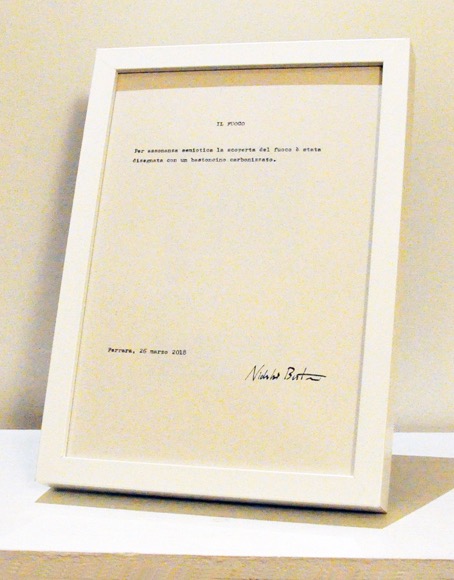 IL FUOCO
Per assonanza semiotica la scoperta del fuoco è stata
disegnata con un bastoncino carbonizzato.
Ferrara, 26 marzo 2018